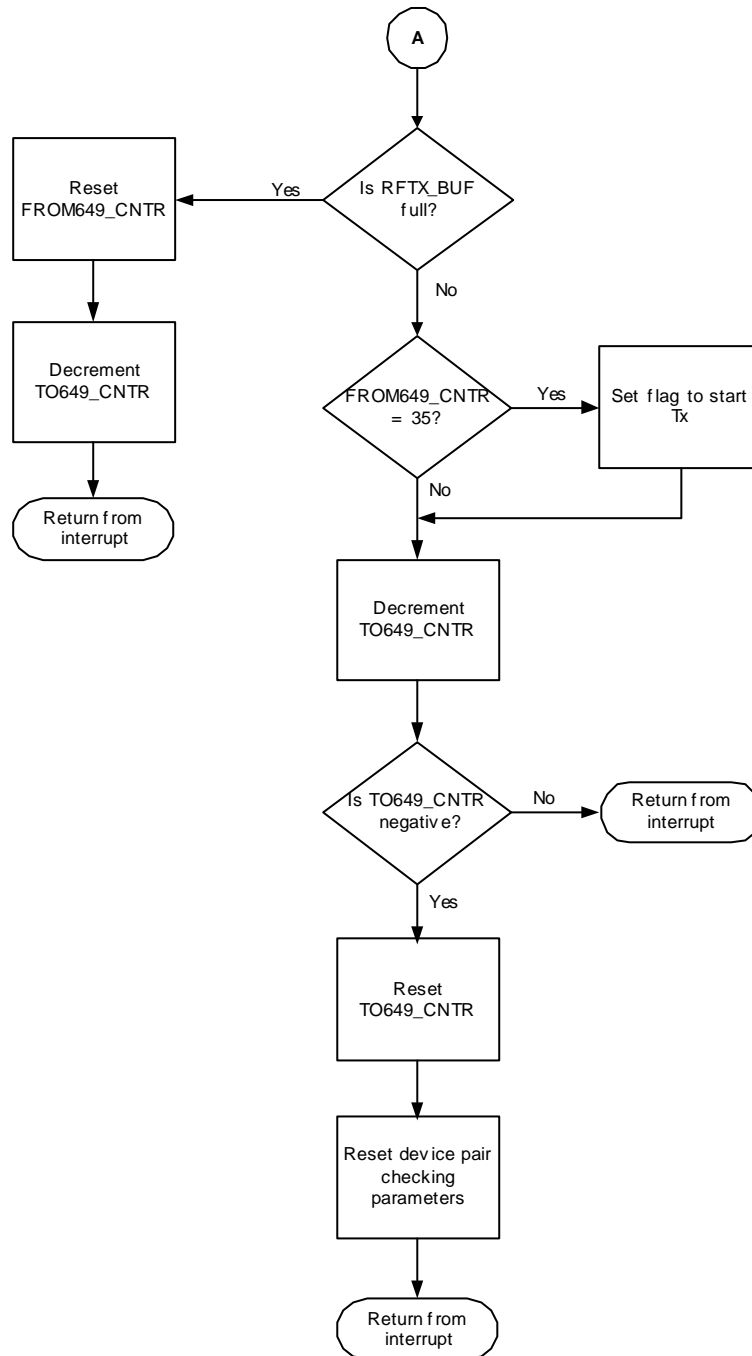 A
Is RFTX_BUF
full?
Yes
Reset
FROM649_CNTR
No
Decrement
TO649_CNTR
FROM649_CNTR
= 35?
Yes
Set flag to start
Tx
Return from
interrupt
No
Decrement
TO649_CNTR
Is TO649_CNTR
negative?
No
Return from
interrupt
Yes
Reset
TO649_CNTR
Reset device pair
checking
parameters
Return from
interrupt